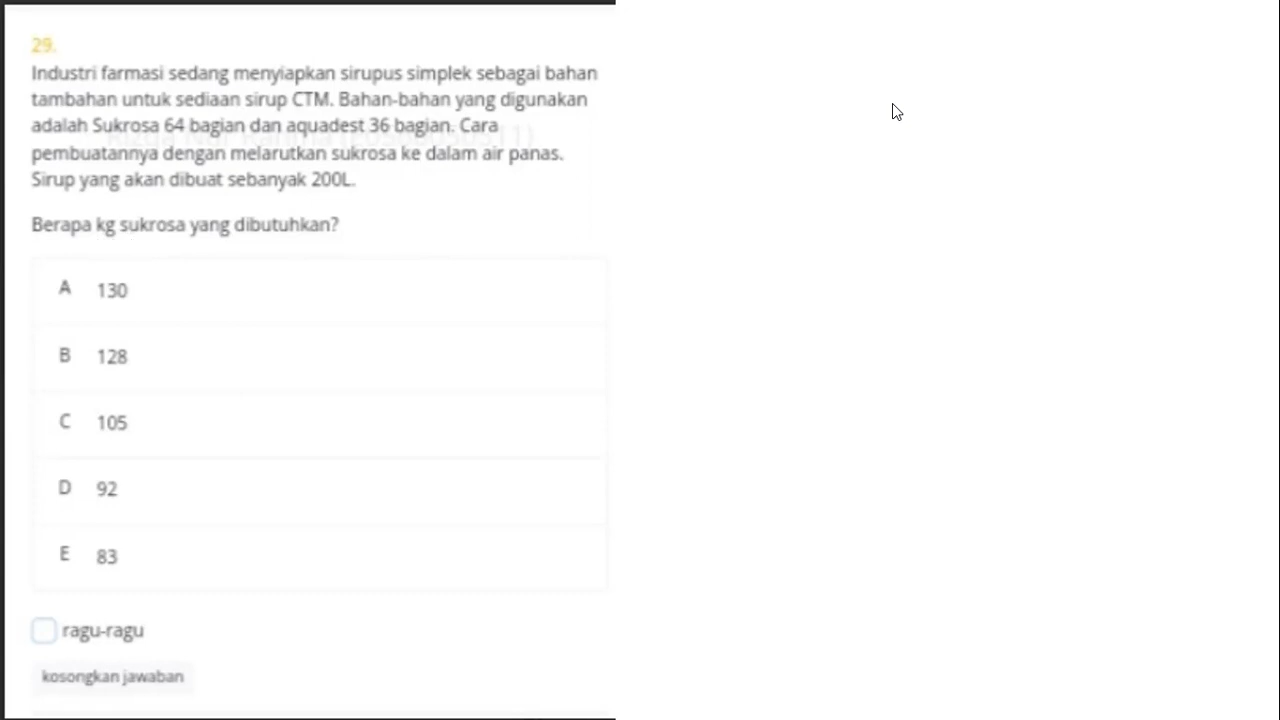 29.
Industri farmasi sedang menyiapkan sirupus simplek sebagai bahan
tambahan untuk sediaan sirup CTM. Bahan-bahan yang digunakan
adalah Sukrosa 64 bagian dan aquadest 36 bagian. Cara
pembuatannya dengan melarutkan sukrosa ke dalam air panas.
Sirup yang akan dibuat sebanyak 200L.
Berapa kg sukrosa yang dibutuhkan?
A 130
B 128
C 105
D 92
E 83
ragu-ragu
kosongkan jawaban